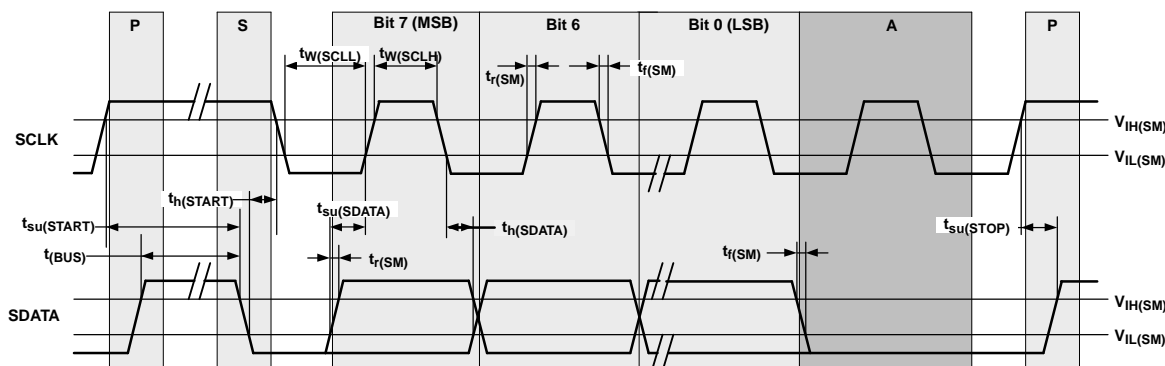 P S Bit 7 (MSB) Bit 6 Bit 0 (LSB) A P
tW(SCLL) tW(SCLH) tr(SM) tf(SM)
SCLK VIH(SM)
VIL(SM)
th(START)
tsu(START) tsu(SDATA) th(SDATA) tsu(STOP)
t(BUS) tr(SM) tf(SM)
SDATA VIH(SM)
VIL(SM)